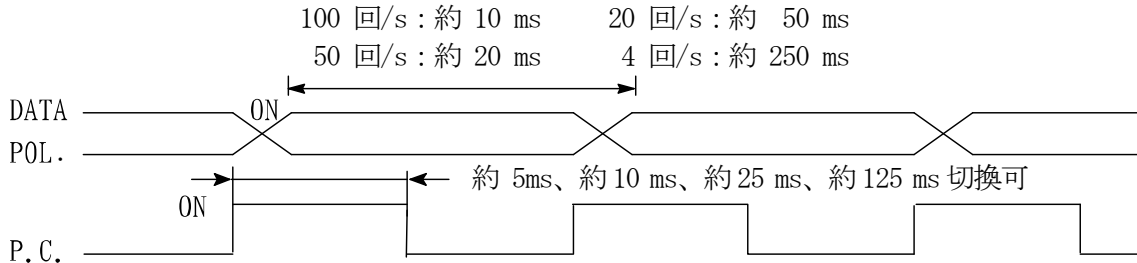 100 回/s：約 10 ms 20 回/s：約 50 ms
50 回/s：約 20 ms 4 回/s：約 250 ms
DATA ON
POL.
約 5ms、約 10 ms、約 25 ms、約 125 ms 切換可
ON
P.C.